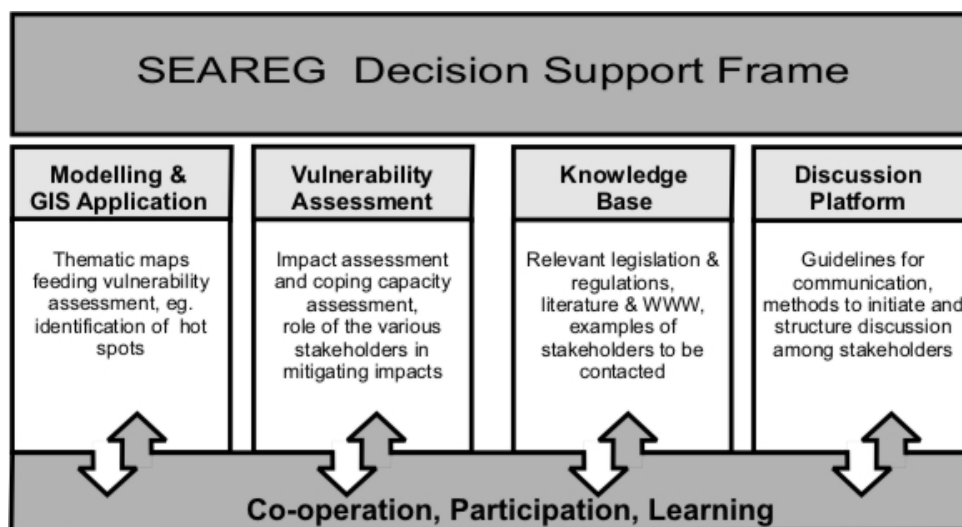 SEAREG Decision Support Frame
Modelling &
GIS Application
Thematic maps
feeding vulnerability
assessment, eg.
identification of hot
spots
Vulnerability
Assessment
Impact assessment
and coping capacity
assessment,
role of the various
stakeholders in
mitigating impacts
Knowledge
Base
Relevant legislation &
regulations,
literature & WWW,
examples of
stakeholders to be
contacted
Discussion
Platform
Guidelines for
communication,
methods to initiate and
structure discussion
among stakeholders
Co-operation, Participation, Learning